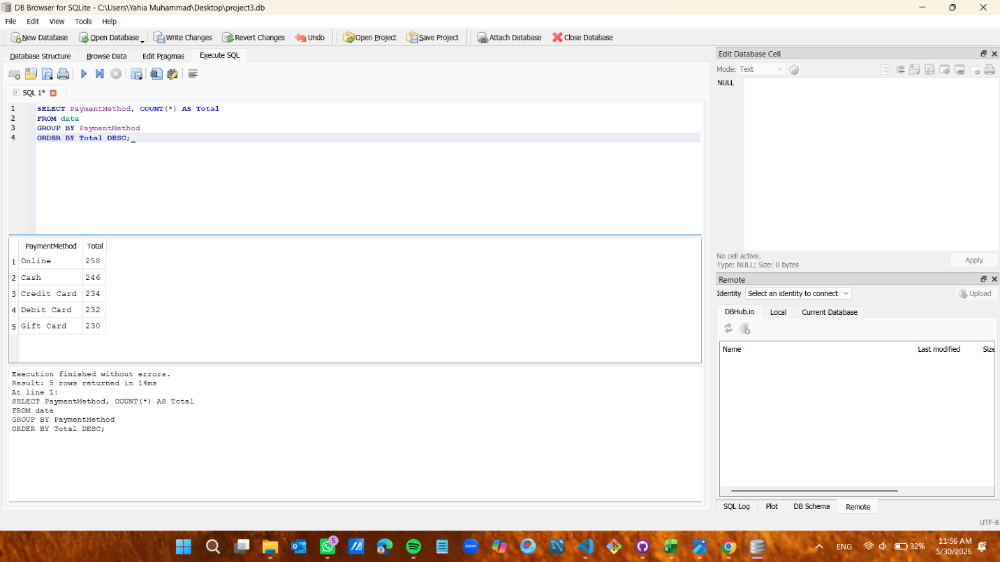 DB Browser for SQLite - C:\Users\Yahia Muhammad\Desktop\project3.db
File Edit View Tools Help
New Database Open Database Write Changes Revert Changes Undo Open Project Save Project Attach Database Close Database
Database Structure Browse Data Edit Pragmas Execute SQL
SQL 1*
1 SELECT PaymentMethod, COUNT(*) AS Total
2 FROM data
3 GROUP BY PaymentMethod
4 ORDER BY Total DESC;
PaymentMethod Total
1 Online 258
2 Cash 246
3 Credit Card 234
4 Debit Card 232
5 Gift Card 230
Execution finished without errors.
Result: 5 rows returned in 14ms
At line 1:
SELECT PaymentMethod, COUNT(*) AS Total
FROM data
GROUP BY PaymentMethod
ORDER BY Total DESC;
Edit Database Cell
Mode: Text
NULL
No cell active.
Type: NULL; Size: 0 bytes
Apply
Remote
Identity Select an identity to connect Upload
DBHub.io Local Current Database
Name Last modified Size
SQL Log Plot DB Schema Remote
UTF-8
5
zoom
ENG 32% 11:56 AM
5/30/2026